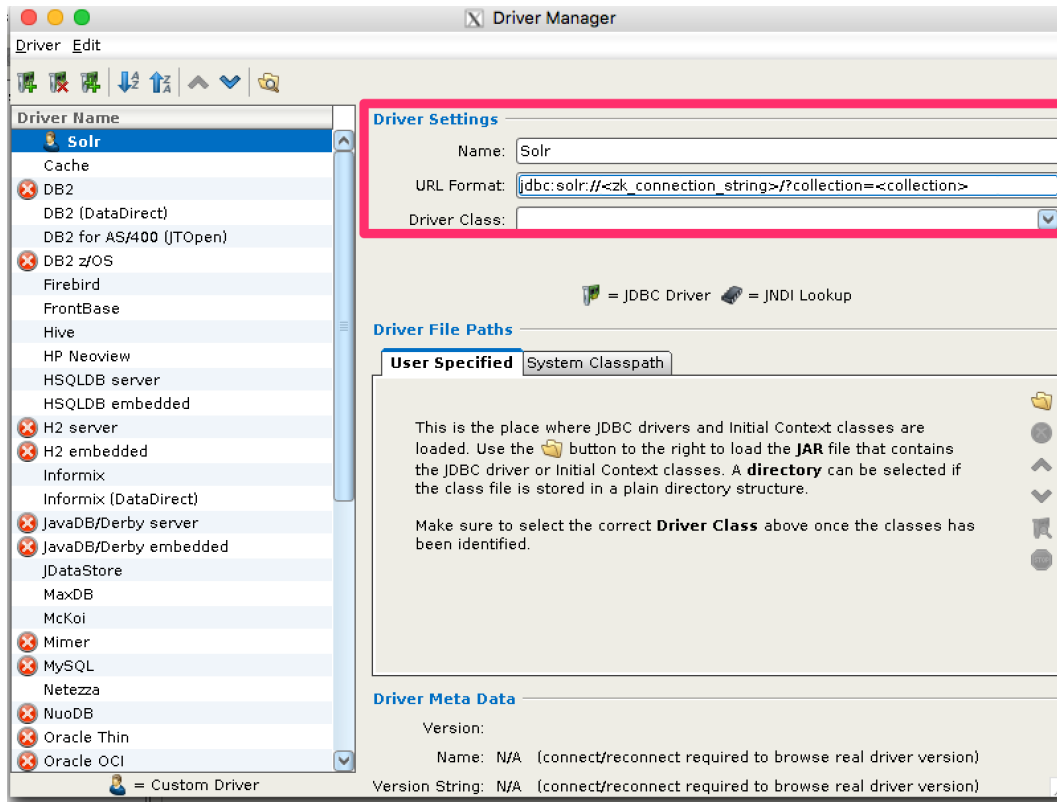 Driver Manager
Driver Edit
Driver Name
Solr
Cache
DB2
DB2 (DataDirect)
DB2 for AS/400 (JTOpen)
DB2 z/OS
Firebird
FrontBase
Hive
HP Neoview
HSQLDB server
HSQLDB embedded
H2 server
H2 embedded
Informix
Informix (DataDirect)
JavaDB/Derby server
JavaDB/Derby embedded
JDataStore
MaxDB
McKoi
Mimer
MySQL
Netezza
NuoDB
Oracle Thin
Oracle OCI
= Custom Driver
Driver Settings
Name: Solr
URL Format: jdbc:solr://<zk_connection_string>/?collection=<collection>
Driver Class:
= JDBC Driver = JNDI Lookup
Driver File Paths
User Specified System Classpath
This is the place where JDBC drivers and Initial Context classes are
loaded. Use the button to the right to load the JAR file that contains
the JDBC driver or Initial Context classes. A directory can be selected if
the class file is stored in a plain directory structure.
Make sure to select the correct Driver Class above once the classes has
been identified.
Driver Meta Data
Version:
Name: N/A (connect/reconnect required to browse real driver version)
Version String: N/A (connect/reconnect required to browse real driver version)